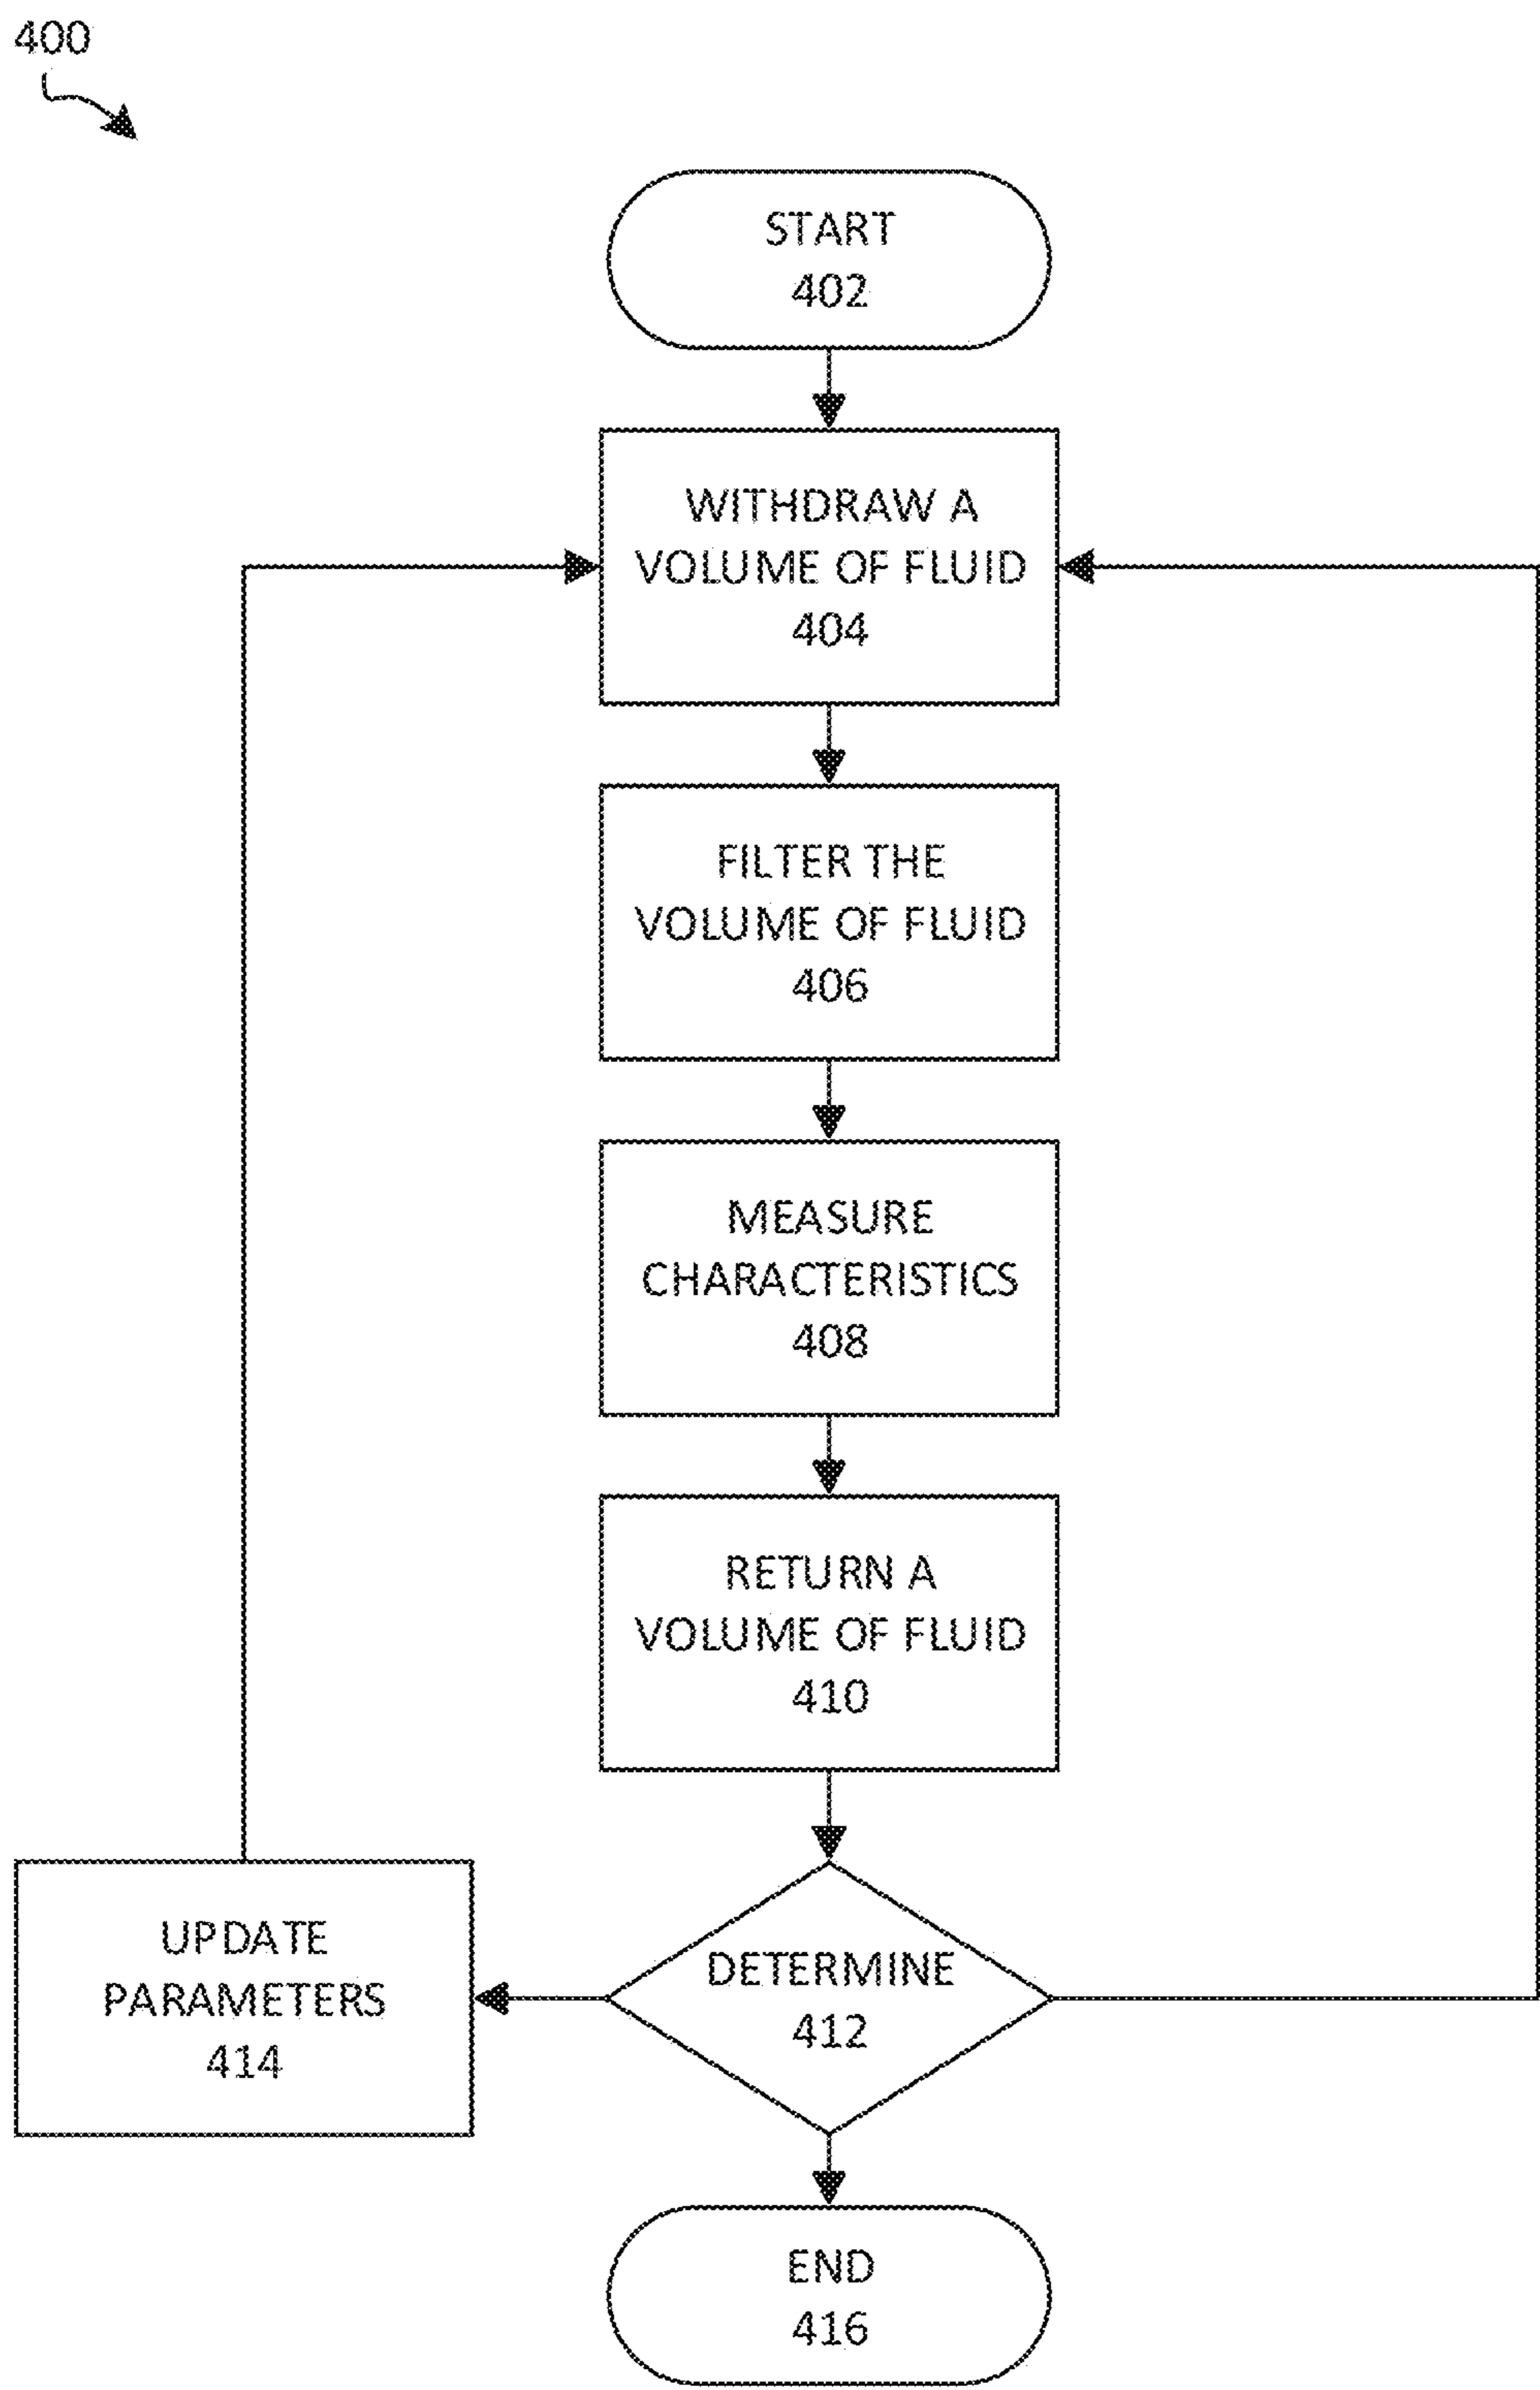 400
START
402
WITHDRAW A
VOLUME OF FLUID
404
FILTER THE
VOLUME OF FLUID
406
MEASURE
CHARACTERISTICS
408
RETURN A
VOLUME OF FLUID
410
UPDATE
PARAMETERS
414
DETERMINE
412
END
416